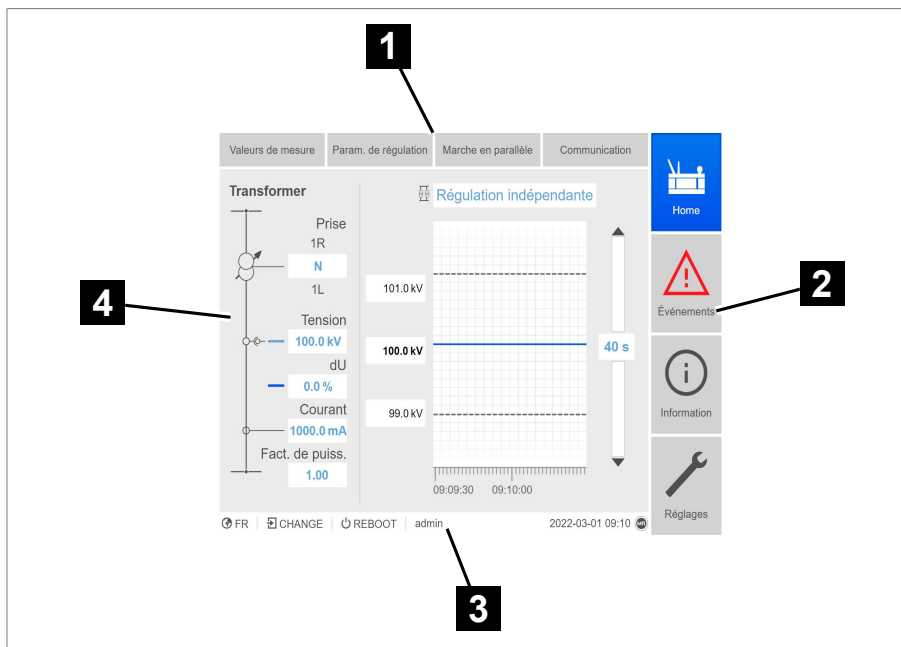 1
Valeurs de mesure
Param. de régulation
Marche en parallèle
Communication
Home
Transformer
Régulation indépendante
Prise
1R
N
1L
101.0 kV
Événements
2
4
Tension
100.0 kV
100.0 kV
40 s
dU
0.0 %
Information
Courant
99.0 kV
1000.0 mA
Fact. de puiss.
1.00
09:09:30
09:10:00
Réglages
FR
CHANGE
REBOOT
admin
2022-03-01 09:10
MR
3